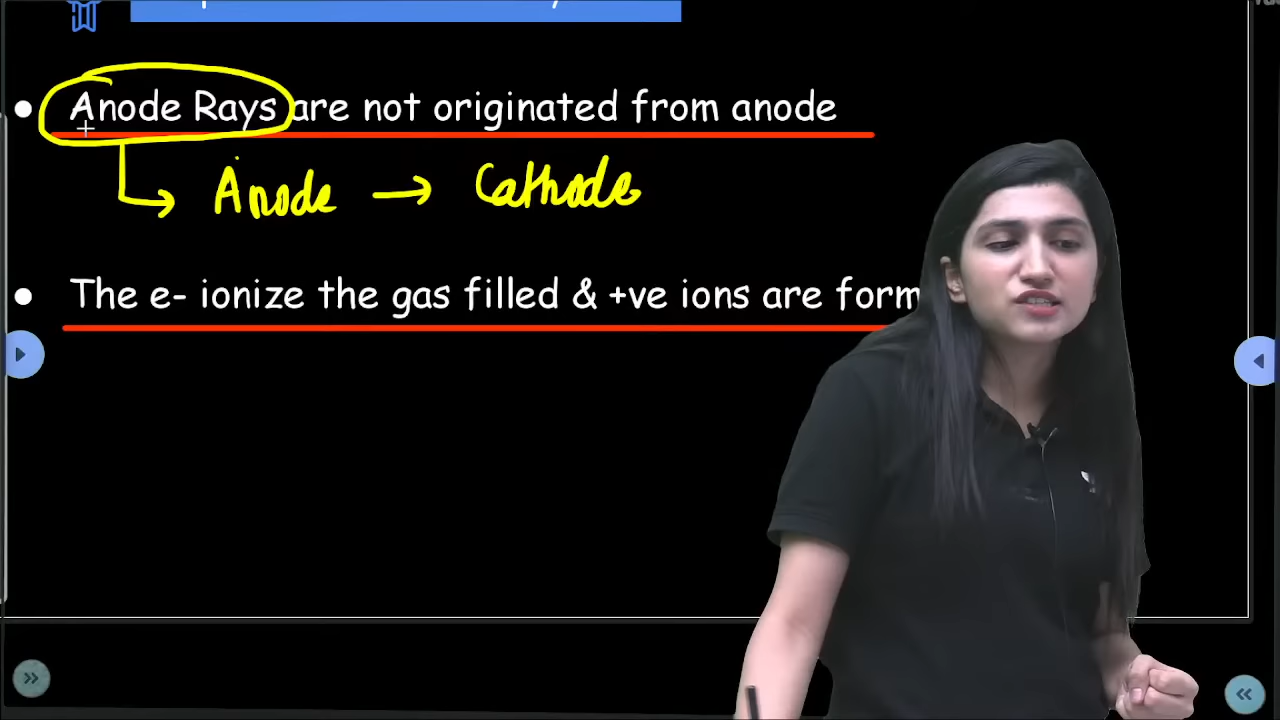 Anode Rays are not originated from anode
Anode → Cathode
The e- ionize the gas filled & +ve ions are form